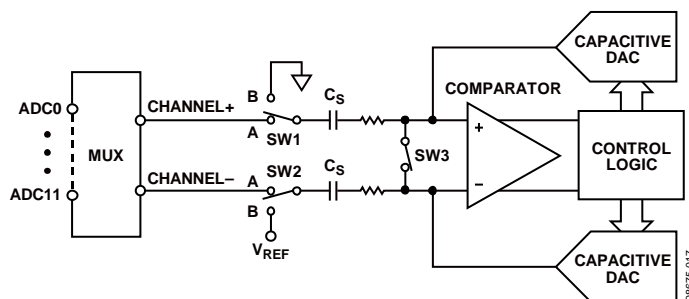 CAPACITIVE
DAC
B
COMPARATOR
ADC0
CHANNEL+
CS
A
SW1
+
MUX
SW3
CONTROL
LOGIC
ADC11
CHANNEL–
A
SW2
CS
–
B
VREF
CAPACITIVE
DAC